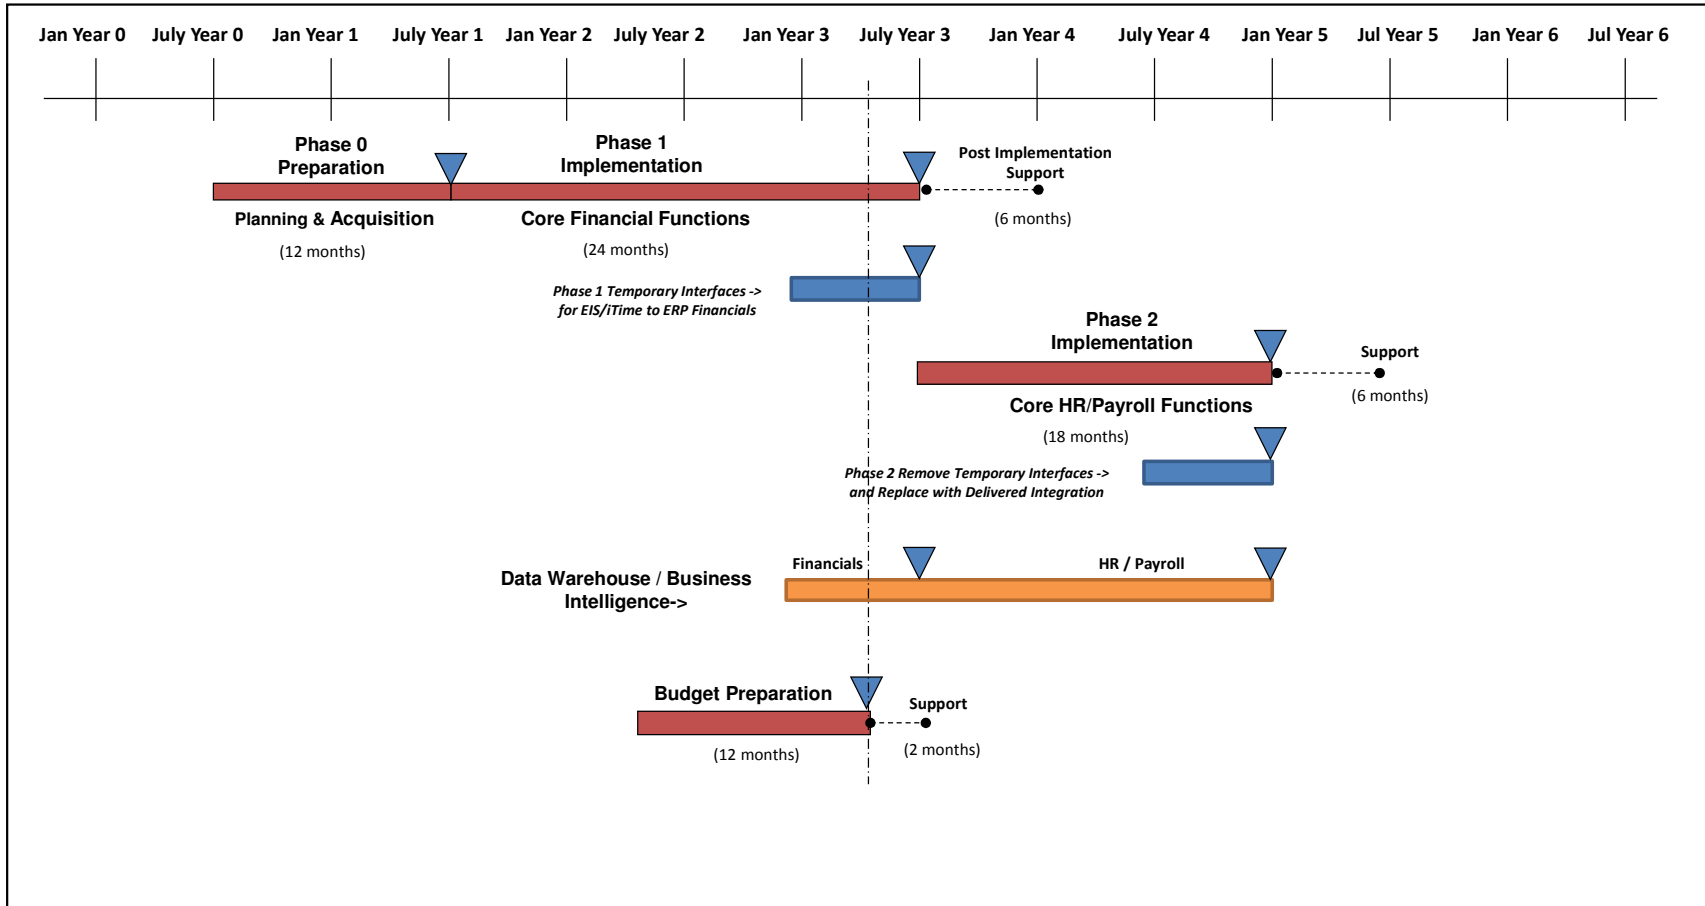 Jan Year 0 July Year 0 Jan Year 1 July Year 1 Jan Year 2 July Year 2 Jan Year 3 July Year 3 Jan Year 4 July Year 4 Jan Year 5 Jul Year 5 Jan Year 6 Jul Year 6
Phase 0
Preparation
Phase 1
Implementation
Post Implementation
Support
Planning & Acquisition
(12 months)
Core Financial Functions
(24 months)
(6 months)
Phase 1 Temporary Interfaces ->
for EIS/iTime to ERP Financials
Phase 2
Implementation
Support
(6 months)
Core HR/Payroll Functions
(18 months)
Phase 2 Remove Temporary Interfaces ->
and Replace with Delivered Integration
Financials
HR / Payroll
Data Warehouse / Business
Intelligence->
Budget Preparation
Support
(12 months)
(2 months)